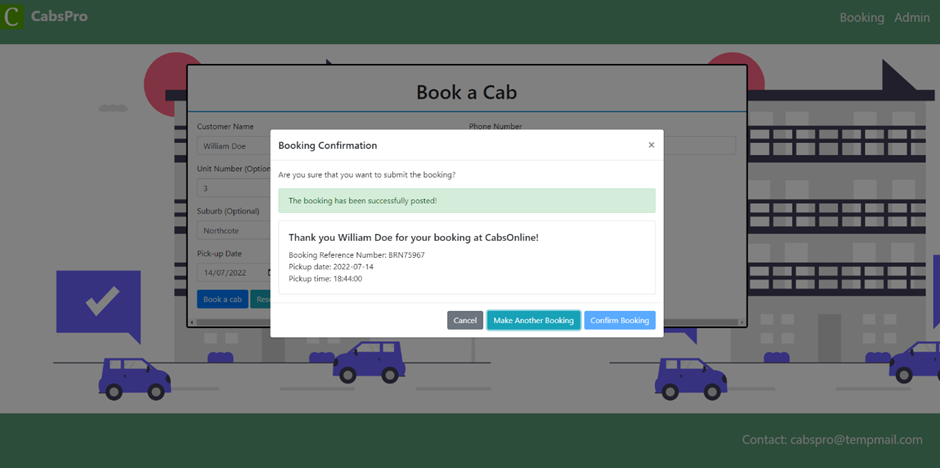 C CabsPro
Booking Admin
Book a Cab
Customer Name Phone Number
William Doe
Booking Confirmation ×
Are you sure that you want to submit the booking?
Unit Number (Optio
3
The booking has been successfully posted!
Suburb (Optional)
Northcote
Thank you William Doe for your booking at CabsOnline!
Booking Reference Number: BRN75967
Pickup date: 2022-07-14
Pickup time: 18:44:00
Pick-up Date
14/07/2022
Book a cab Res
Cancel Make Another Booking Confirm Booking
Contact: cabspro@tempmail.com